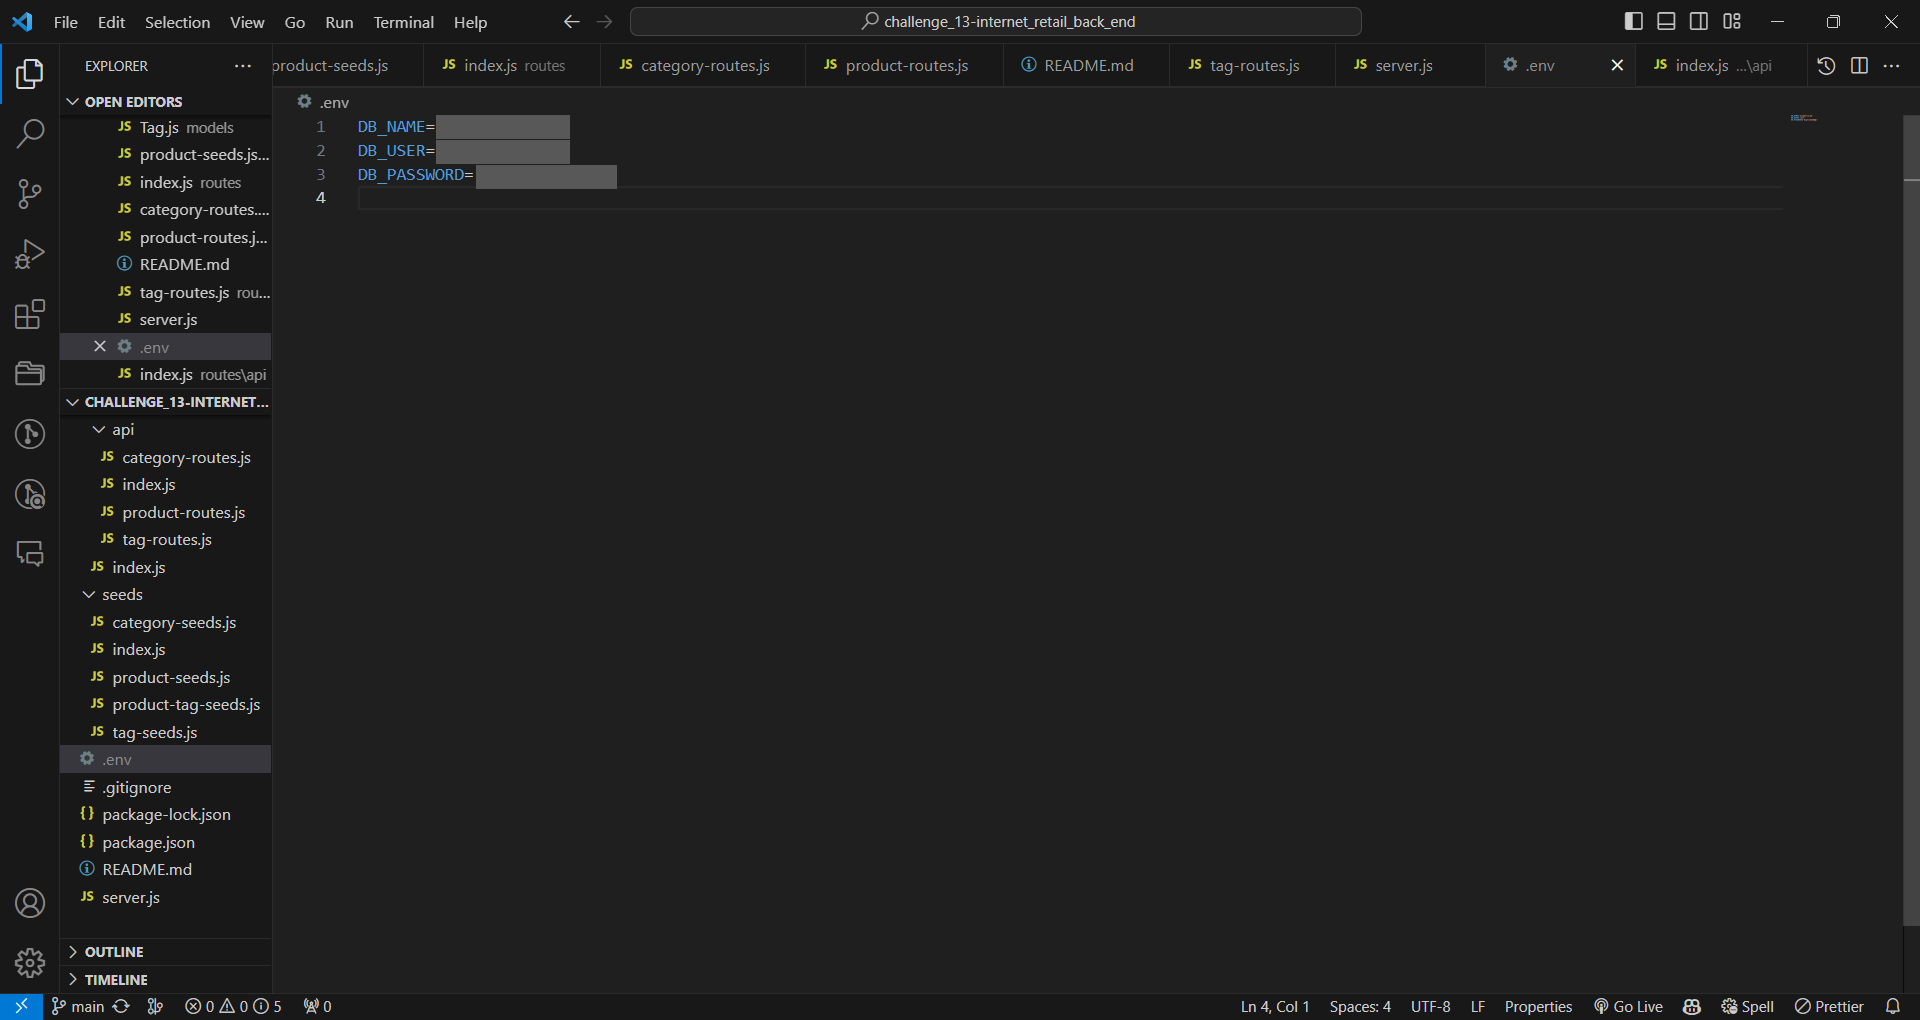 File Edit Selection View Go Run Terminal Help
challenge_13-internet_retail_back_end
EXPLORER
product-seeds.js
JS index.js routes
JS category-routes.js
JS product-routes.js
README.md
JS tag-routes.js
JS server.js
.env
JS index.js ...\api
OPEN EDITORS
JS Tag.js models
JS product-seeds.js...
JS index.js routes
JS category-routes....
JS product-routes.j...
README.md
JS tag-routes.js rou...
JS server.js
.env
JS index.js routes\api
CHALLENGE_13-INTERNET...
api
JS category-routes.js
JS index.js
JS product-routes.js
JS tag-routes.js
JS index.js
seeds
JS category-seeds.js
JS index.js
JS product-seeds.js
JS product-tag-seeds.js
JS tag-seeds.js
.env
.gitignore
{} package-lock.json
{} package.json
README.md
JS server.js
OUTLINE
TIMELINE
.env
1 DB_NAME=
2 DB_USER=
3 DB_PASSWORD=
4
main 0 0 5 0
Ln 4, Col 1 Spaces: 4 UTF-8 LF Properties Go Live Spell Prettier